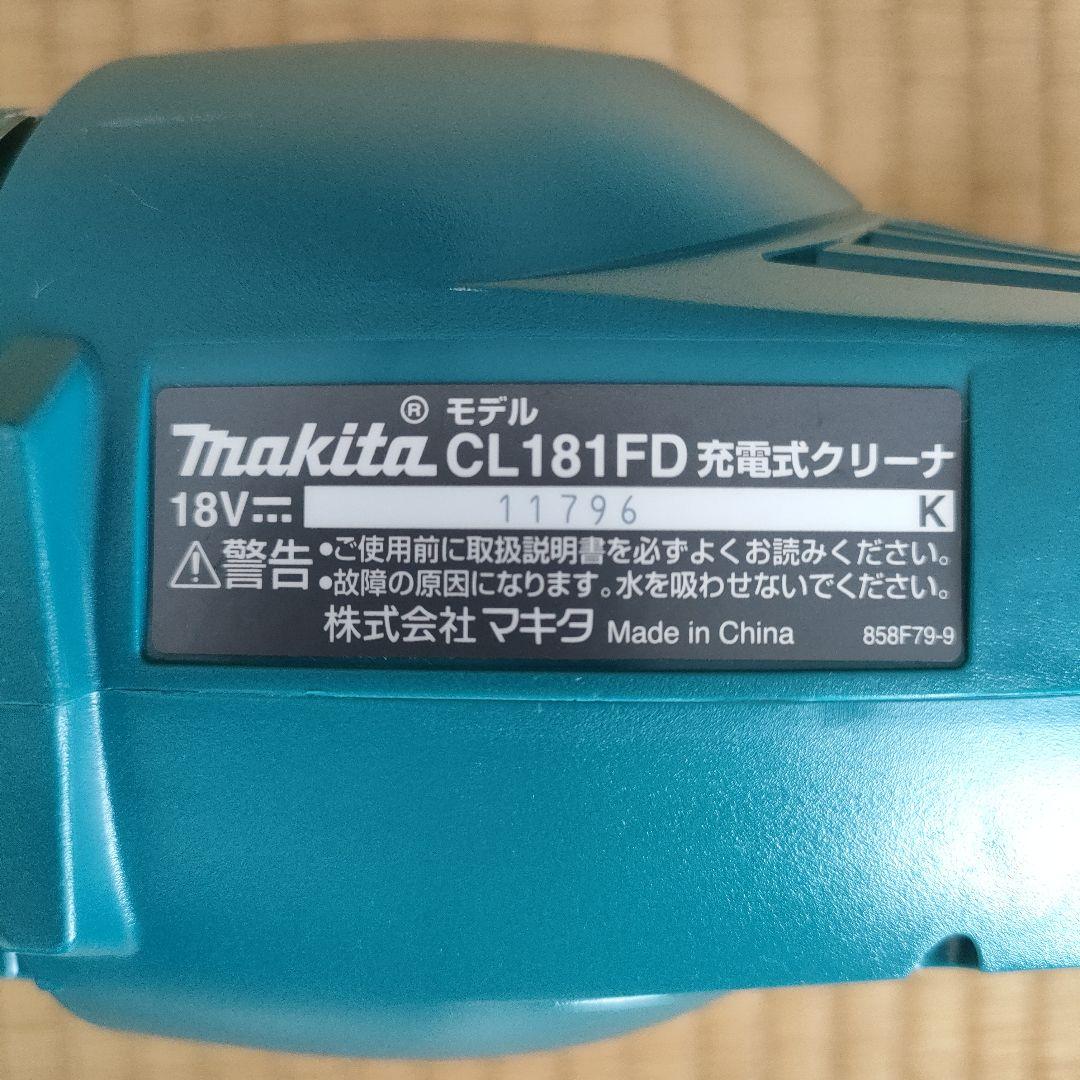 makita® モデル CL181FD 充電式クリーナ
18V 11796 K
⚠警告 •ご使用前に取扱説明書を必ずよくお読みください。
•故障の原因になります。水を吸わせないでください。
株式会社マキタ Made in China 858F79-9